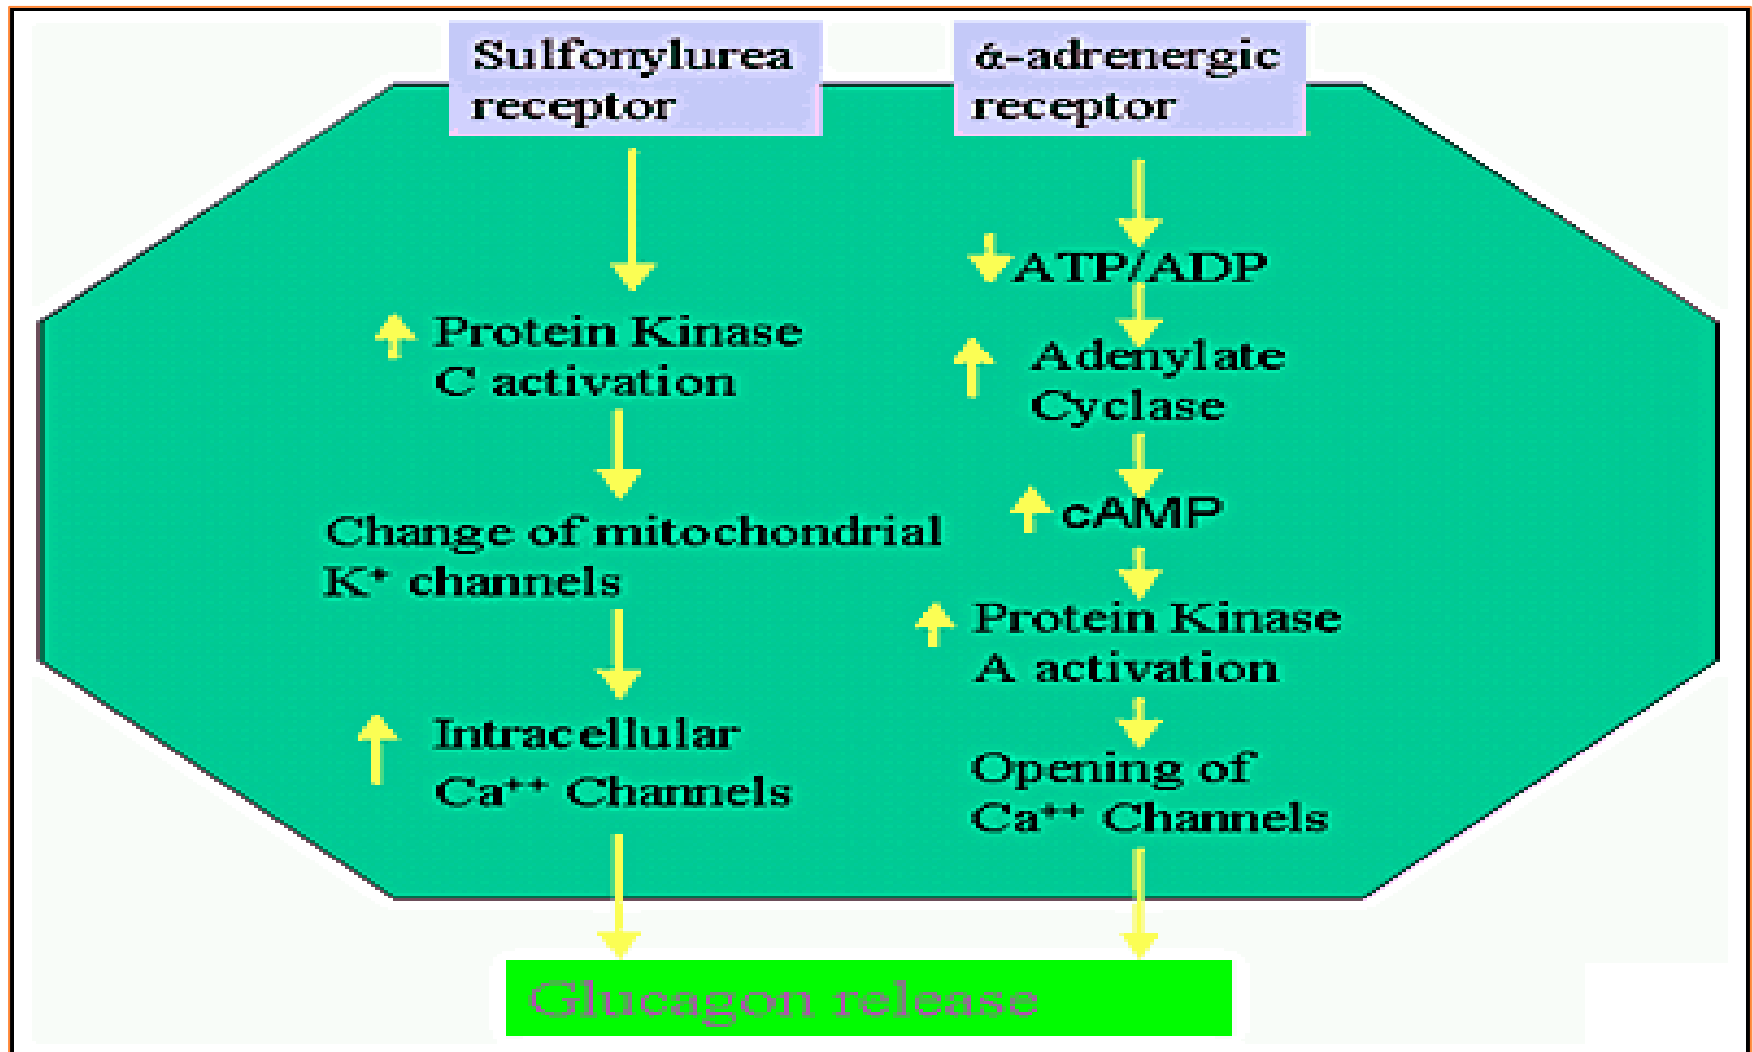 Sulfonylurea
receptor
ά-adrenergic
receptor
Protein Kinase
C activation
Change of mitochondrial
K⁺ channels
Intracellular
Ca⁺⁺ Channels
ATP/ADP
Adenylate
Cyclase
cAMP
Protein Kinase
A activation
Opening of
Ca⁺⁺ Channels
Glucagon release